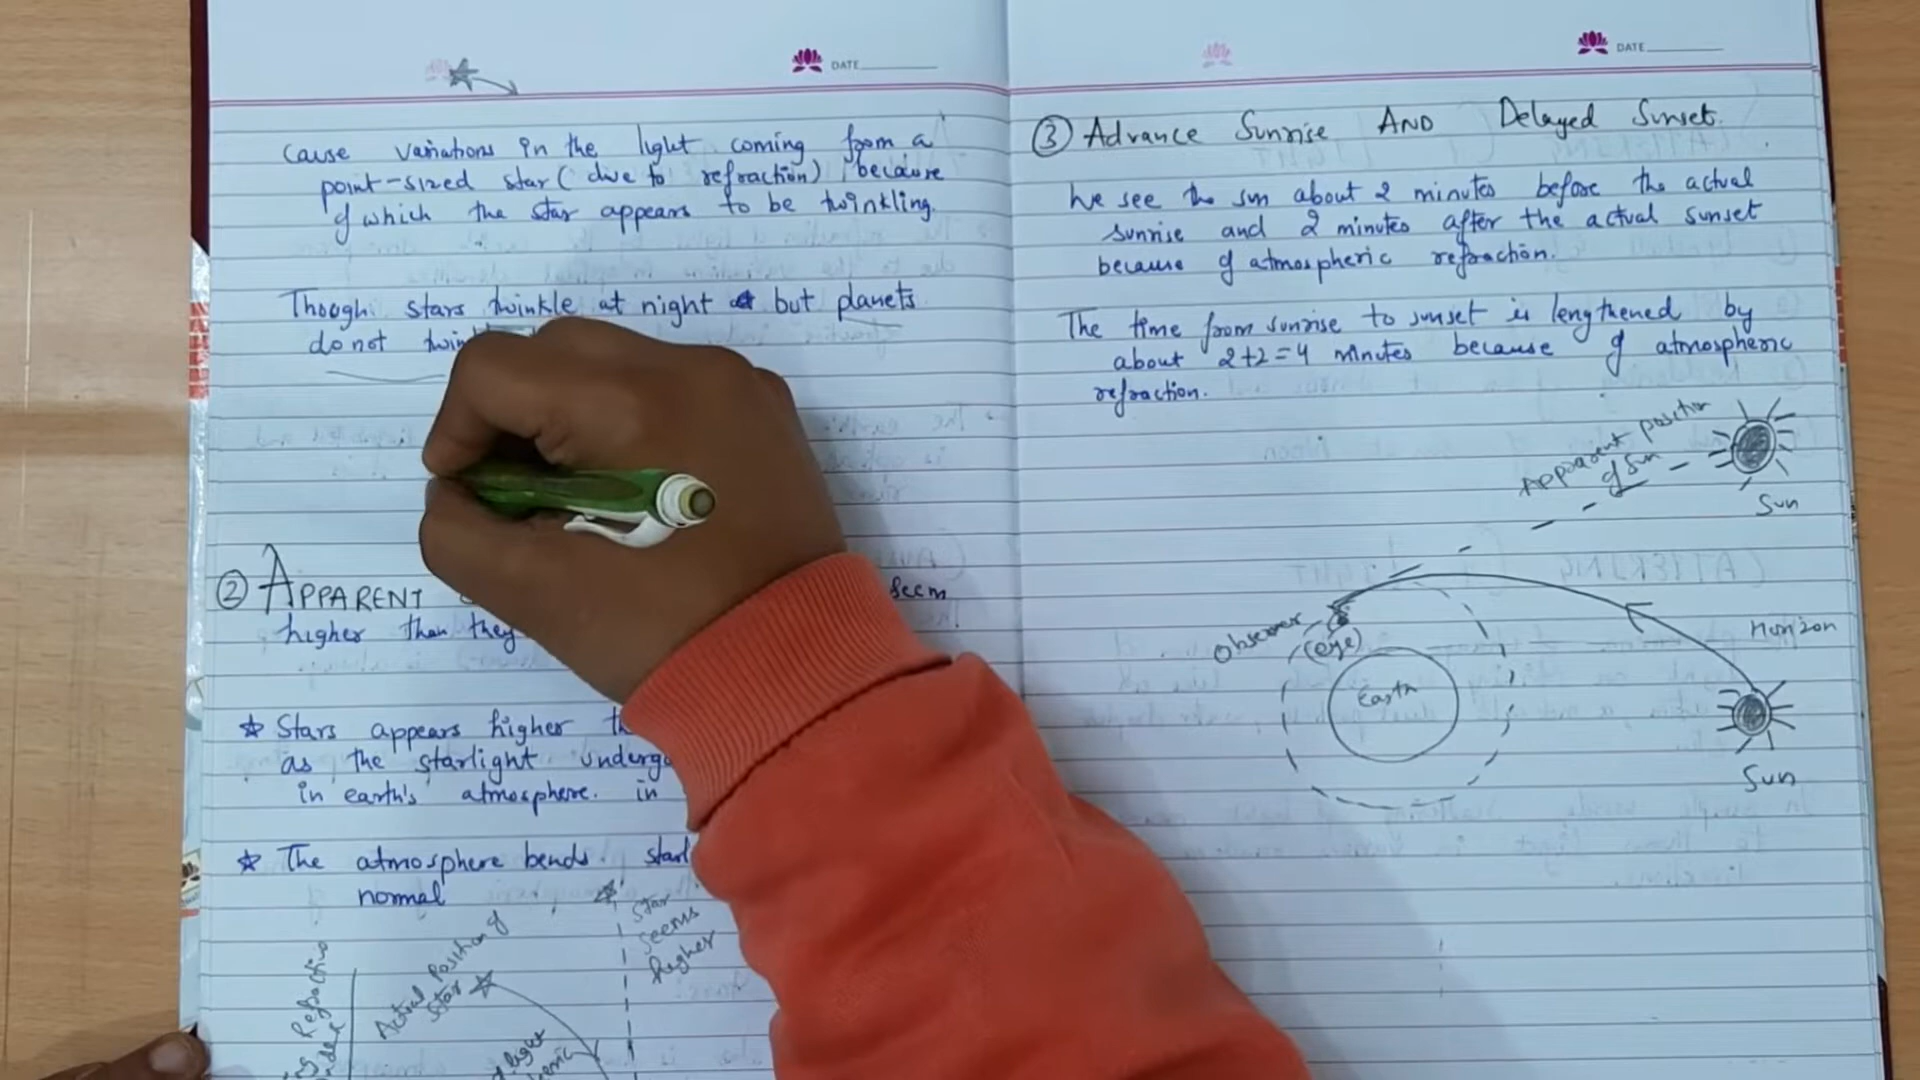 DATE
cause variations in the light coming from a
point-sized star (due to refraction) because
of which the star appears to be twinkling.
Though stars twinkle at night but planets
do not
② APPARENT seem
higher than they
☆ Stars appears higher
as the starlight
in earth's atmosphere. in
☆ The atmosphere bends
normal
Star
seems
higher
Actual Position of
star
light
DATE
③ Advance Sunrise AND Delayed Sunset.
We see the sun about 2 minutes before the actual
sunrise and 2 minutes after the actual sunset
because of atmospheric refraction.
The time from sunrise to sunset is lengthened by
about 2+2=4 minutes because of atmospheric
refraction.
Apparent position
of sun
Sun
Observer
(eye)
Horizon
Earth
Sun